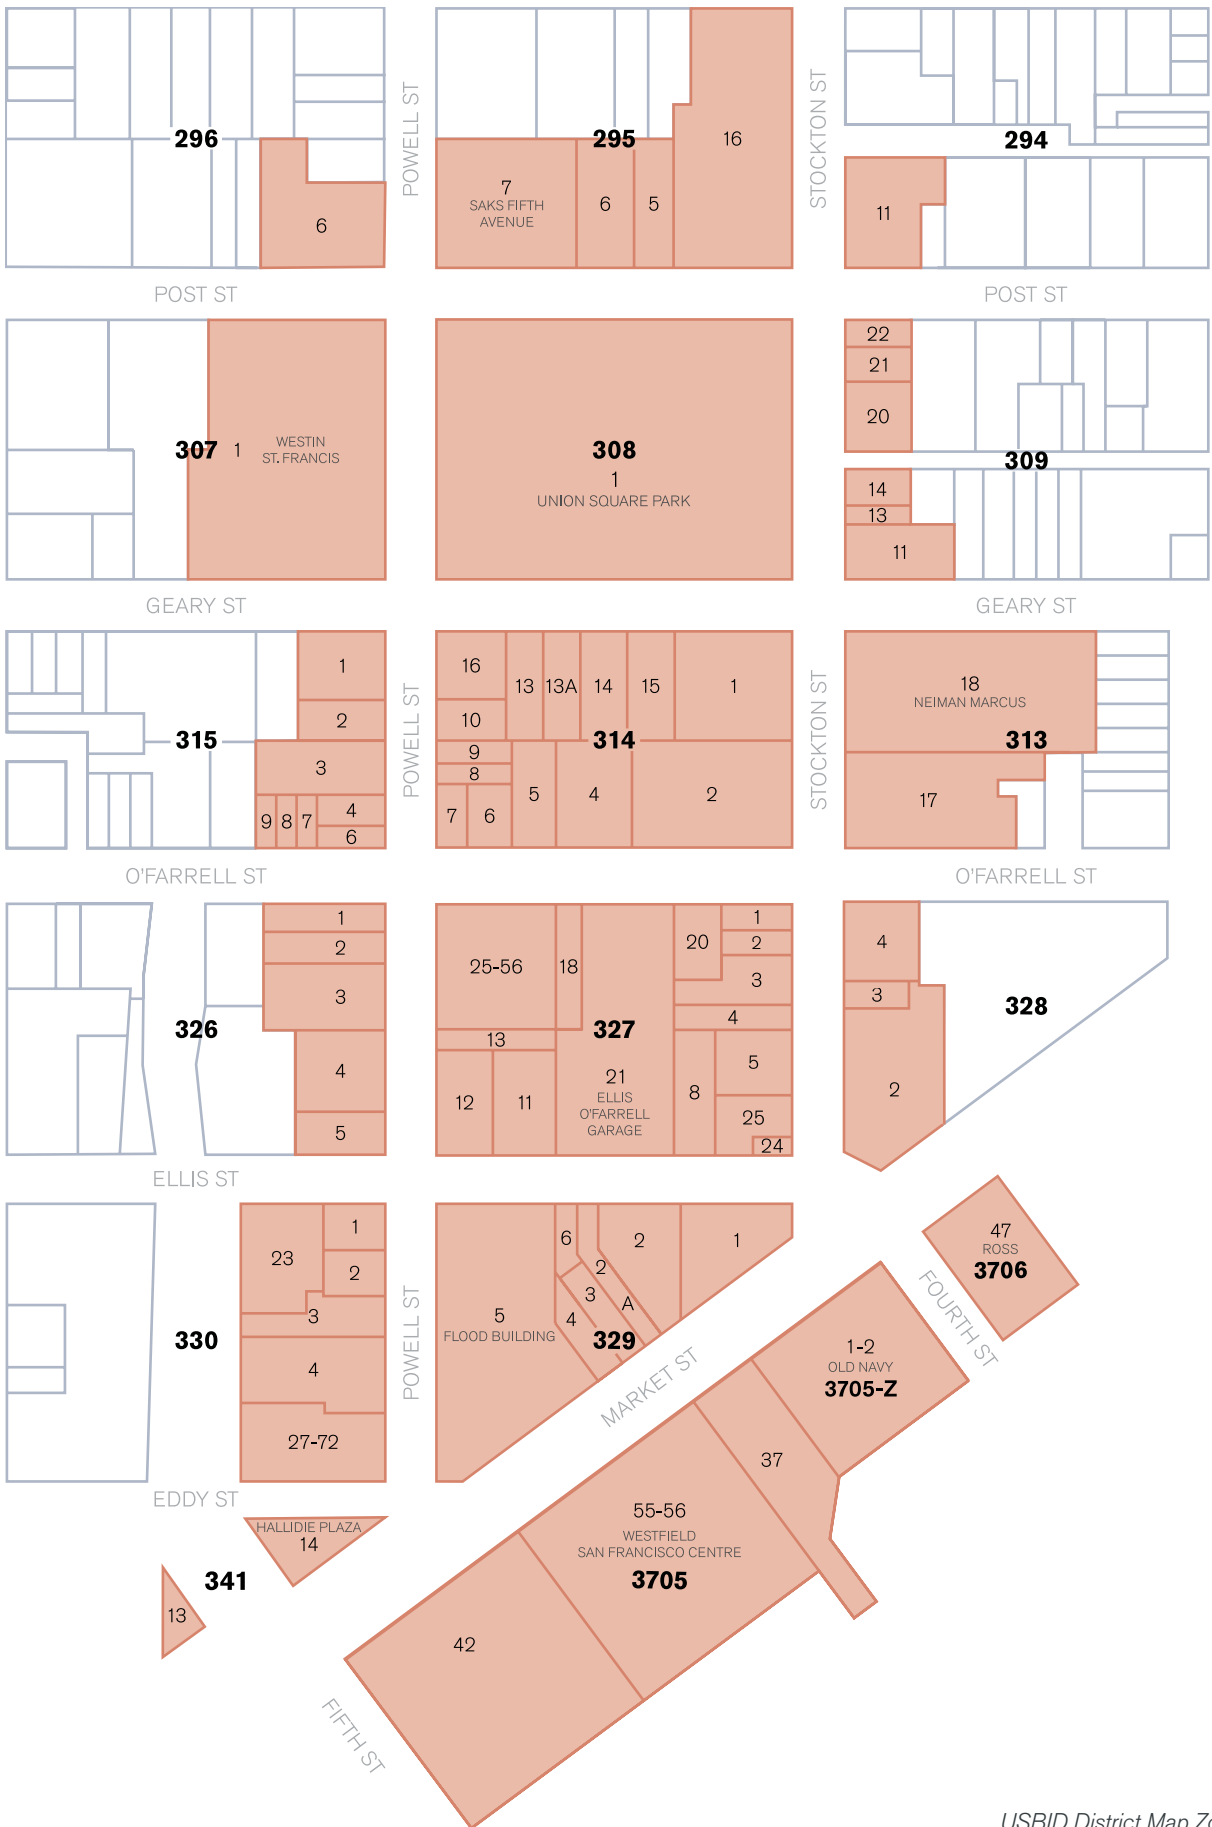 296
6
POWELL ST
295
16
7
SAKS FIFTH
AVENUE
6
5
STOCKTON ST
294
11
POST ST
POST ST
307
1
WESTIN
ST. FRANCIS
308
1
UNION SQUARE PARK
22
21
20
309
14
13
11
GEARY ST
GEARY ST
315
1
2
3
9
8
7
4
6
POWELL ST
16
13
13A
14
15
1
10
314
9
8
7
6
5
4
2
STOCKTON ST
18
NEIMAN MARCUS
313
17
O'FARRELL ST
O'FARRELL ST
326
1
2
3
4
5
25-56
18
20
1
2
3
4
13
327
12
11
21
ELLIS
O'FARRELL
GARAGE
8
5
25
24
4
3
328
2
ELLIS ST
330
23
1
2
3
4
27-72
POWELL ST
5
FLOOD BUILDING
6
2
2
1
3
A
4
329
MARKET ST
47
ROSS
3706
FOURTH ST
1-2
OLD NAVY
3705-Z
37
EDDY ST
HALLIDIE PLAZA
14
341
13
55-56
WESTFIELD
SAN FRANCISCO CENTRE
3705
42
FIFTH ST
USBID District Map Zo